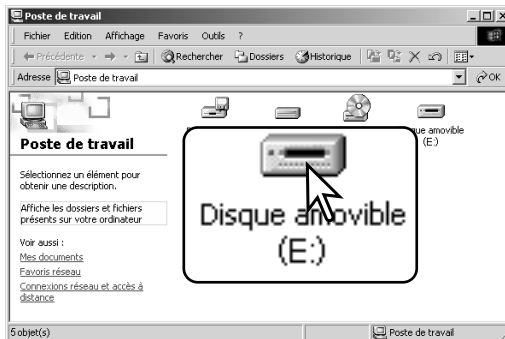 Poste de travail
Fichier Edition Affichage Favoris Outils ?
Précédente
Rechercher Dossiers Historique
Adresse Poste de travail OK
Poste de travail
Sélectionnez un élément pour
obtenir une description.
Affiche les dossiers et fichiers
présents sur votre ordinateur
Voir aussi :
Mes documents
Favoris réseau
Connexions réseau et accès à
distance
amovible
(E:)
Disque amovible
(E:)
5 objet(s) Poste de travail